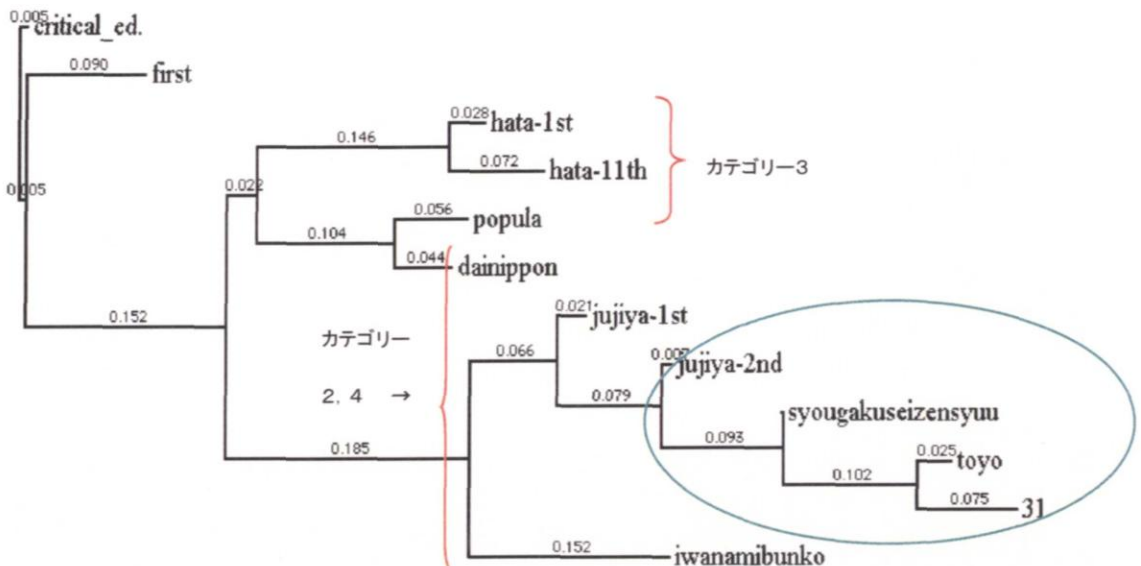 0.005
critical_ed.
0.090
first
0.028
hata-1st
0.146
0.072
hata-11th
カテゴリー3
0.005
0.022
0.056
popula
0.104
0.044
dainippon
0.152
0.021
jujiya-1st
カテゴリー
0.066
jujiya-2nd
2, 4 →
0.079
syougakuseizensyuu
0.093
0.185
0.025
toyo
0.102
0.075
31
0.152
iwanamibunko